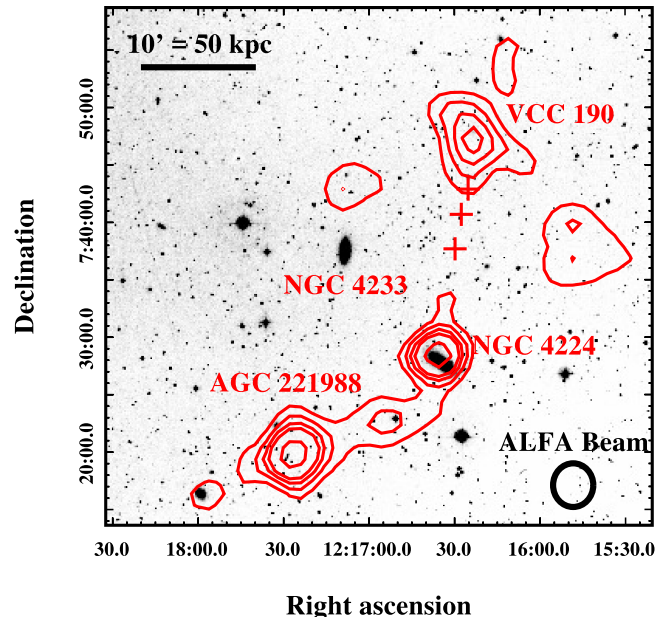 10' = 50 kpc
VCC 190
50:00.0
7:40:00.0
NGC 4233
NGC 4224
30:00.0
AGC 221988
20:00.0
ALFA Beam
Declination
30.0 18:00.0 30.0 12:17:00.0 30.0 16:00.0 15:30.0
Right ascension